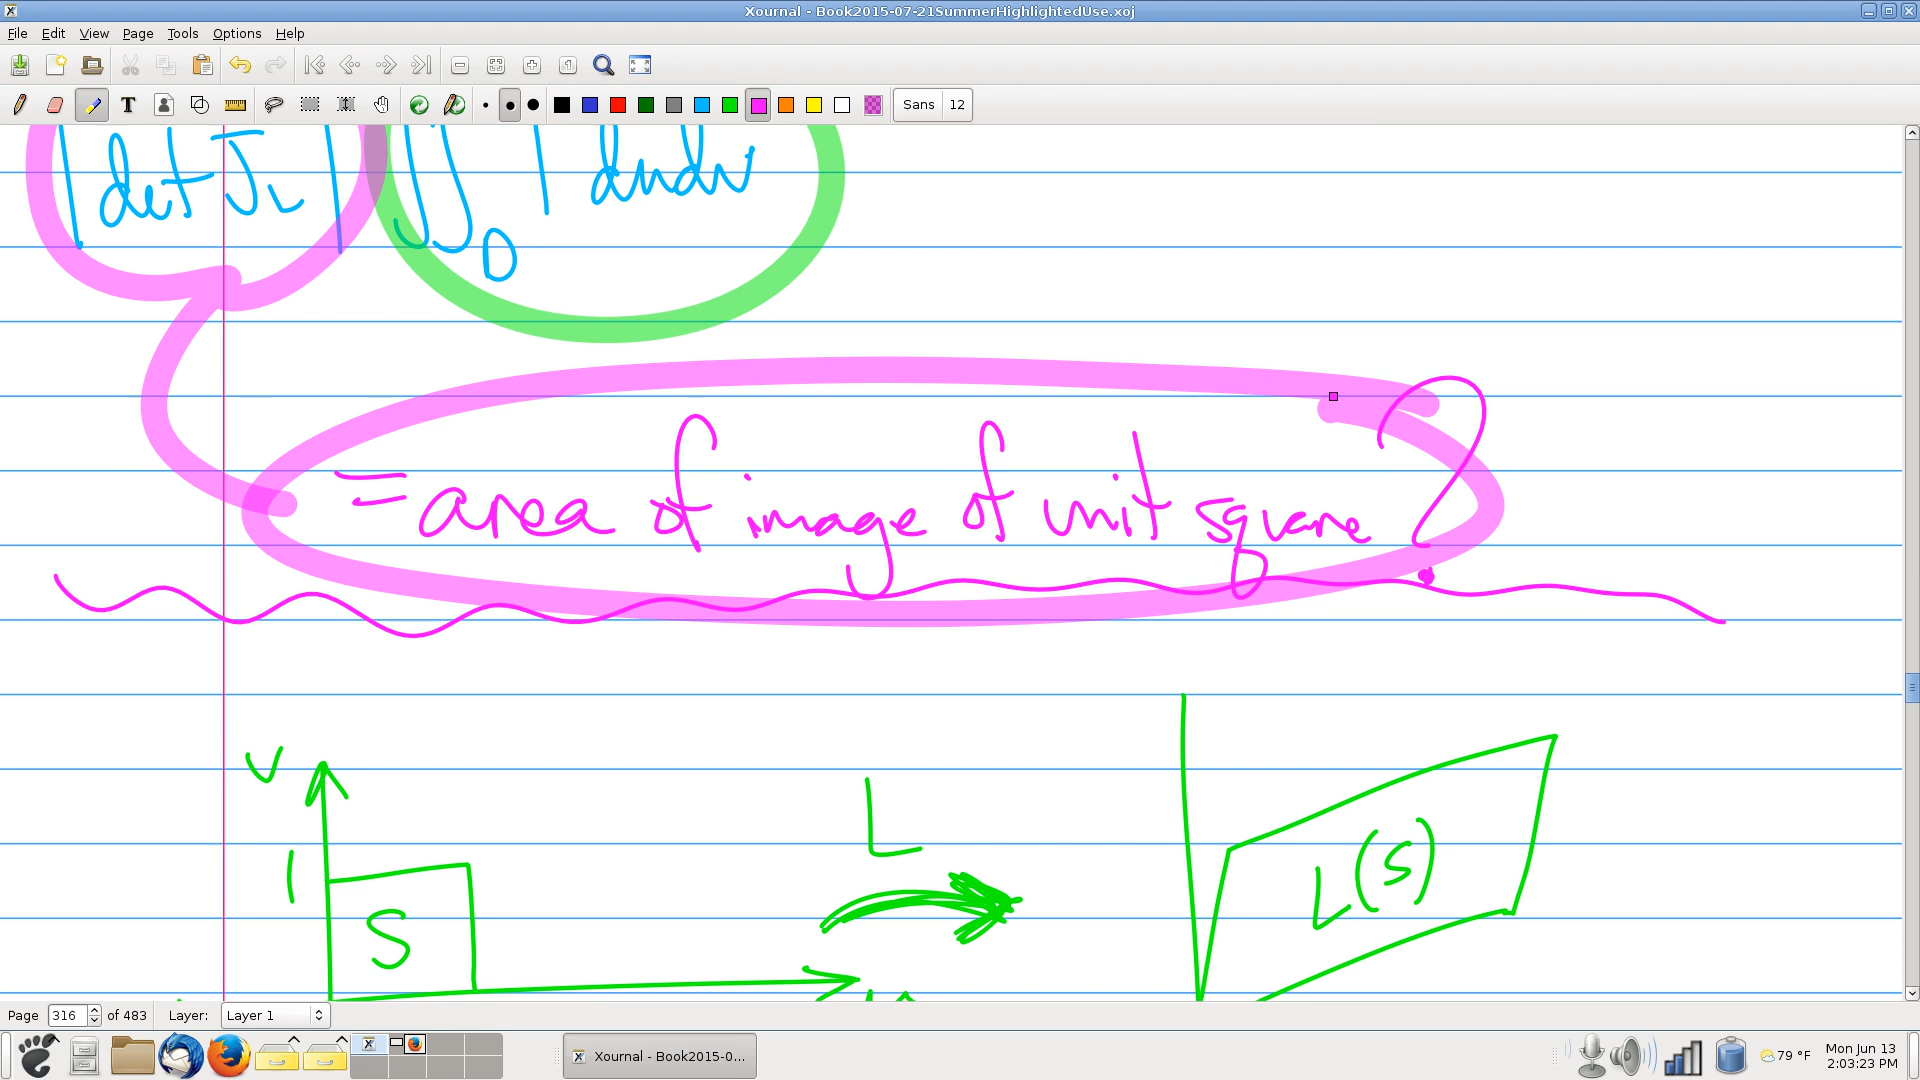 Xournal - Book2015-07-21SummerHighlightedUse.xoj
File Edit View Page Tools Options Help
Sans 12
|det J_L| ∬_D 1 dudv
= area of image of unit square?
v
1
S
L
L(S)
Page 316 of 483 Layer: Layer 1
Xournal - Book2015-0...
79 °F
Mon Jun 13
2:03:23 PM